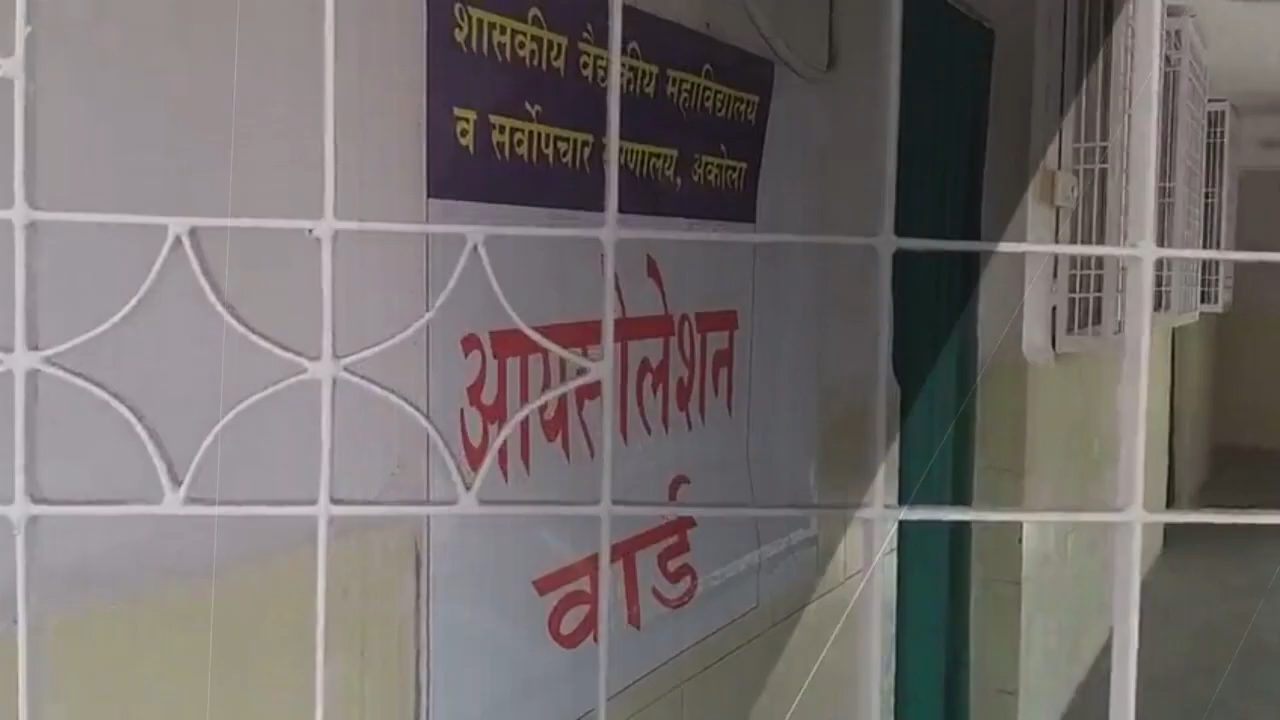 शासकीय वैद्यकीय महाविद्यालय
व सर्वोपचार रुग्णालय, अकोला
आयसोलेशन
वार्ड